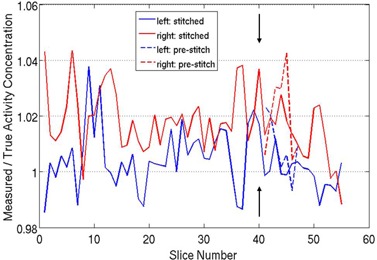 1.06
1.04
1.02
1
0.98
Measured / True Activity Concentration
left: stitched
right: stitched
left: pre-stitch
right: pre-stitch
0 10 20 30 40 50 60
Slice Number